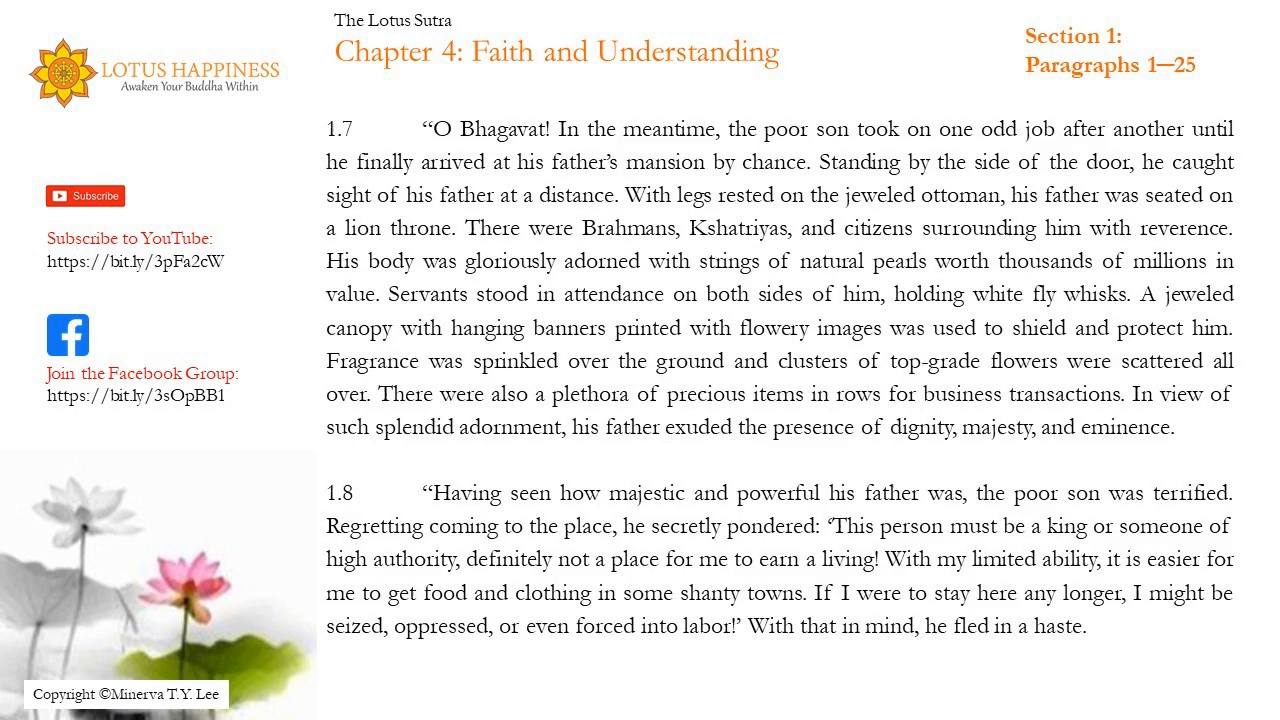 The Lotus Sutra
Chapter 4: Faith and Understanding
Section 1:
Paragraphs 1—25
LOTUS HAPPINESS
Awaken Your Buddha Within
Subscribe
Subscribe to YouTube:
https://bit.ly/3pFa2cW
Join the Facebook Group:
https://bit.ly/3sOpBB1
1.7 “O Bhagavat! In the meantime, the poor son took on one odd job after another until
he finally arrived at his father’s mansion by chance. Standing by the side of the door, he caught
sight of his father at a distance. With legs rested on the jeweled ottoman, his father was seated on
a lion throne. There were Brahmans, Kshatriyas, and citizens surrounding him with reverence.
His body was gloriously adorned with strings of natural pearls worth thousands of millions in
value. Servants stood in attendance on both sides of him, holding white fly whisks. A jeweled
canopy with hanging banners printed with flowery images was used to shield and protect him.
Fragrance was sprinkled over the ground and clusters of top-grade flowers were scattered all
over. There were also a plethora of precious items in rows for business transactions. In view of
such splendid adornment, his father exuded the presence of dignity, majesty, and eminence.
1.8 “Having seen how majestic and powerful his father was, the poor son was terrified.
Regretting coming to the place, he secretly pondered: ‘This person must be a king or someone of
high authority, definitely not a place for me to earn a living! With my limited ability, it is easier for
me to get food and clothing in some shanty towns. If I were to stay here any longer, I might be
seized, oppressed, or even forced into labor!’ With that in mind, he fled in a haste.
Copyright ©Minerva T.Y. Lee